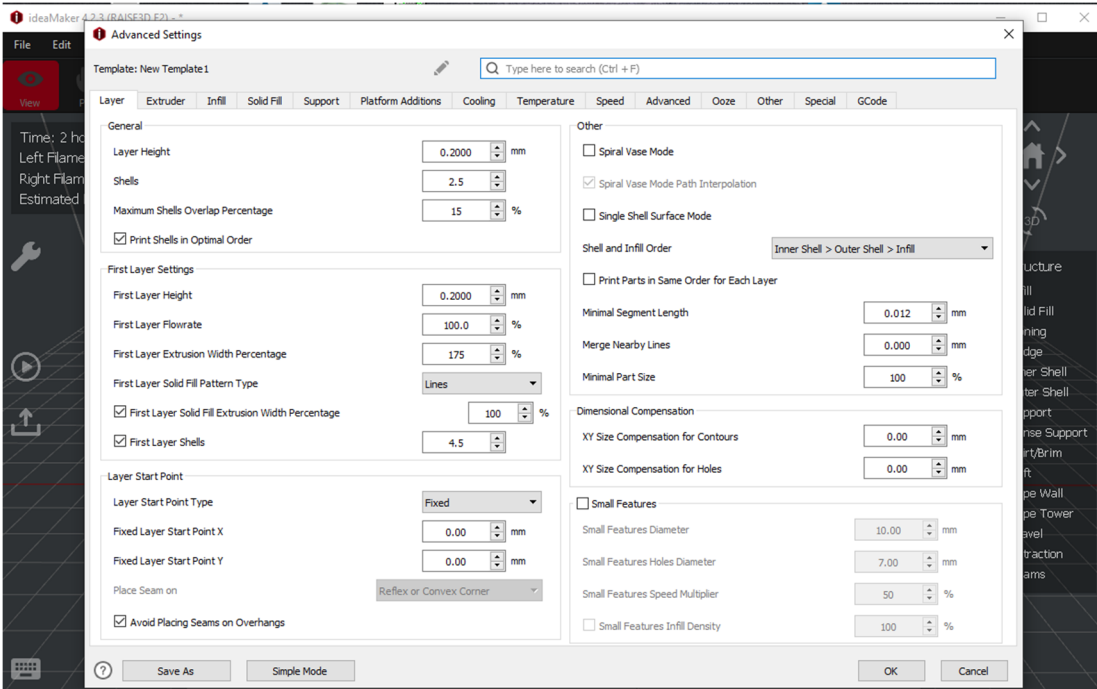 ideaMaker 4.2.3 (RAISE3D E2) - *
File Edit
View
Time: 2 ho
Left Filame
Right Filam
Estimated
Advanced Settings
Template: New Template1
Type here to search (Ctrl + F)
Layer Extruder Infill Solid Fill Support Platform Additions Cooling Temperature Speed Advanced Ooze Other Special GCode
General
Layer Height 0.2000 mm
Shells 2.5
Maximum Shells Overlap Percentage 15 %
Print Shells in Optimal Order
First Layer Settings
First Layer Height 0.2000 mm
First Layer Flowrate 100.0 %
First Layer Extrusion Width Percentage 175 %
First Layer Solid Fill Pattern Type Lines
First Layer Solid Fill Extrusion Width Percentage 100 %
First Layer Shells 4.5
Layer Start Point
Layer Start Point Type Fixed
Fixed Layer Start Point X 0.00 mm
Fixed Layer Start Point Y 0.00 mm
Place Seam on Reflex or Convex Corner
Avoid Placing Seams on Overhangs
Other
Spiral Vase Mode
Spiral Vase Mode Path Interpolation
Single Shell Surface Mode
Shell and Infill Order Inner Shell > Outer Shell > Infill
Print Parts in Same Order for Each Layer
Minimal Segment Length 0.012 mm
Merge Nearby Lines 0.000 mm
Minimal Part Size 100 %
Dimensional Compensation
XY Size Compensation for Contours 0.00 mm
XY Size Compensation for Holes 0.00 mm
Small Features
Small Features Diameter 10.00 mm
Small Features Holes Diameter 7.00 mm
Small Features Speed Multiplier 50 %
Small Features Infill Density 100 %
? Save As Simple Mode OK Cancel
3D
ucture
ill
lid Fill
ning
dge
ner Shell
ter Shell
pport
nse Support
irt/Brim
ft
pe Wall
pe Tower
avel
traction
ams